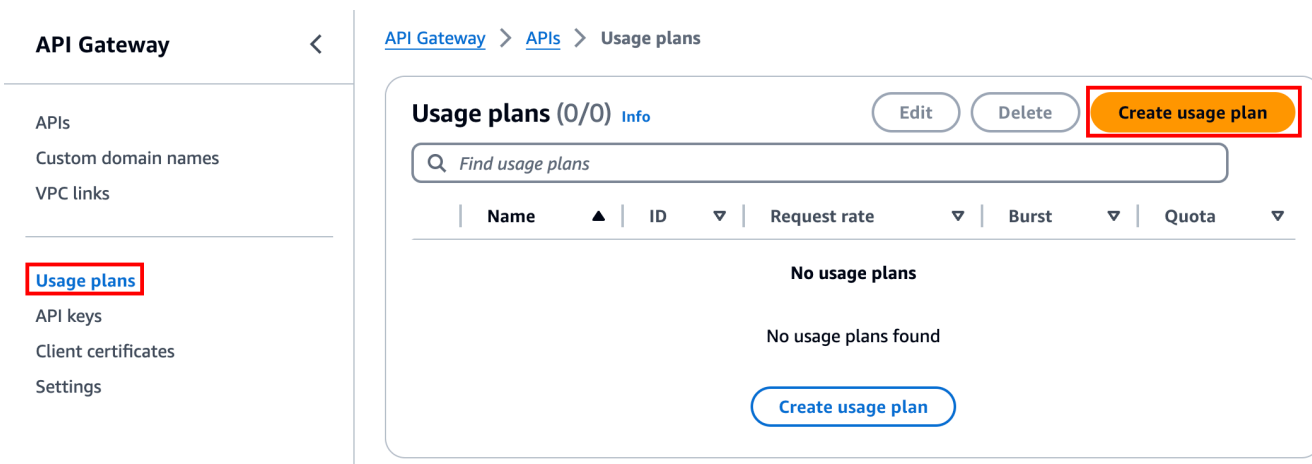 API Gateway
APIs
Custom domain names
VPC links
Usage plans
API keys
Client certificates
Settings
API Gateway > APIs > Usage plans
Usage plans (0/0) Info Edit Delete Create usage plan
Find usage plans
Name ID Request rate Burst Quota
No usage plans
No usage plans found
Create usage plan